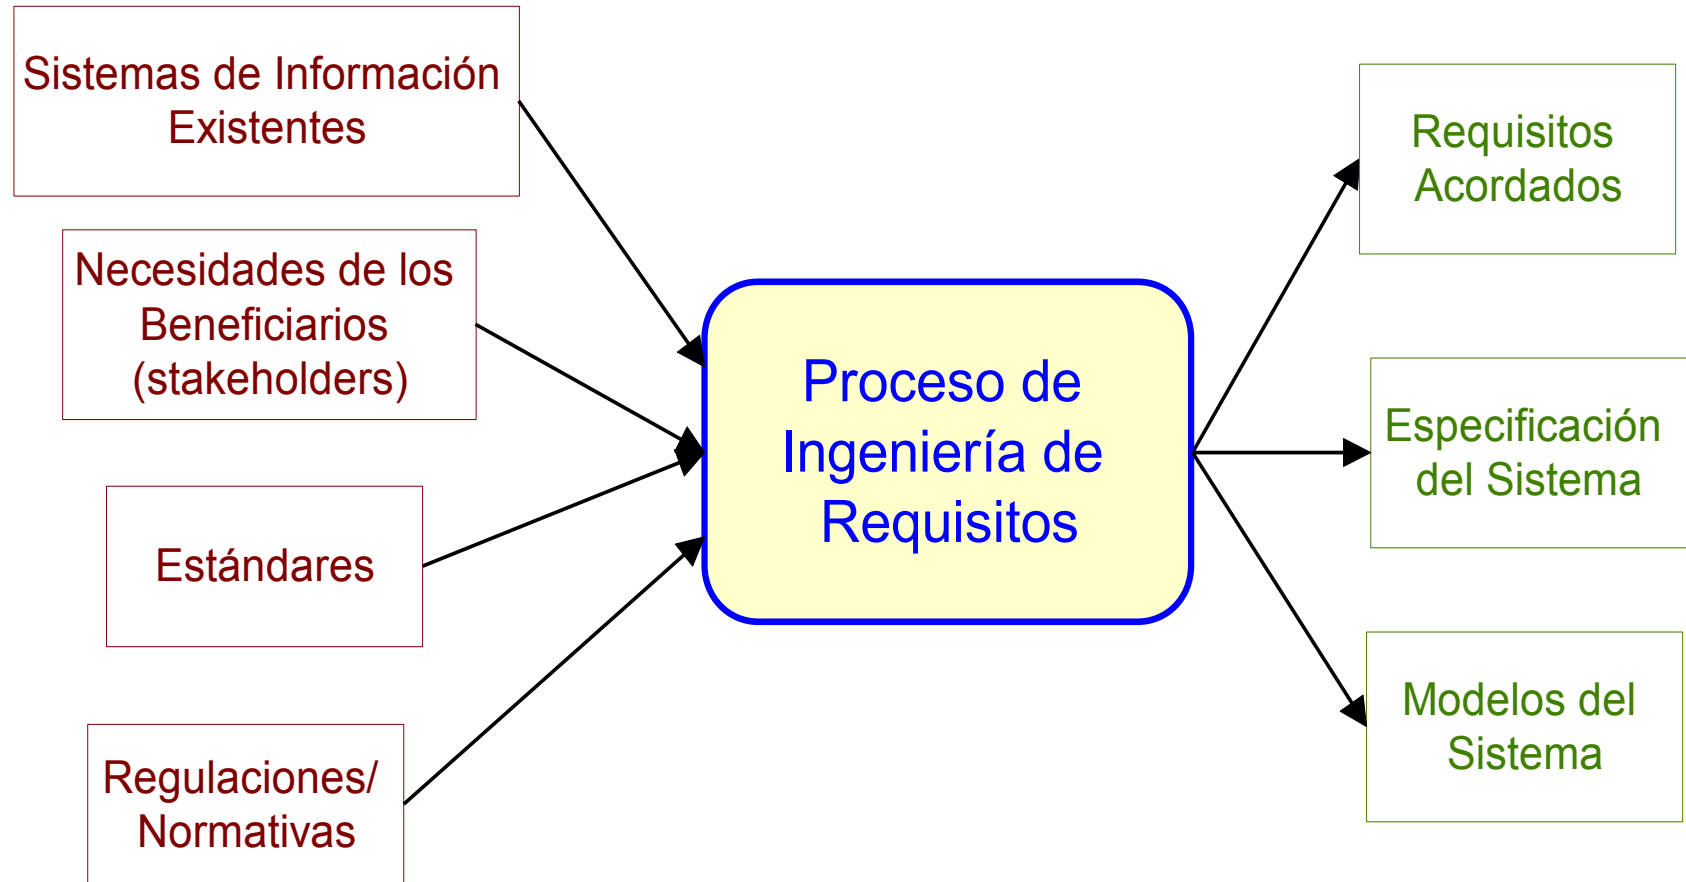 Sistemas de Información
Existentes
Necesidades de los
Beneficiarios
(stakeholders)
Estándares
Regulaciones/
Normativas
Proceso de
Ingeniería de
Requisitos
Requisitos
Acordados
Especificación
del Sistema
Modelos del
Sistema